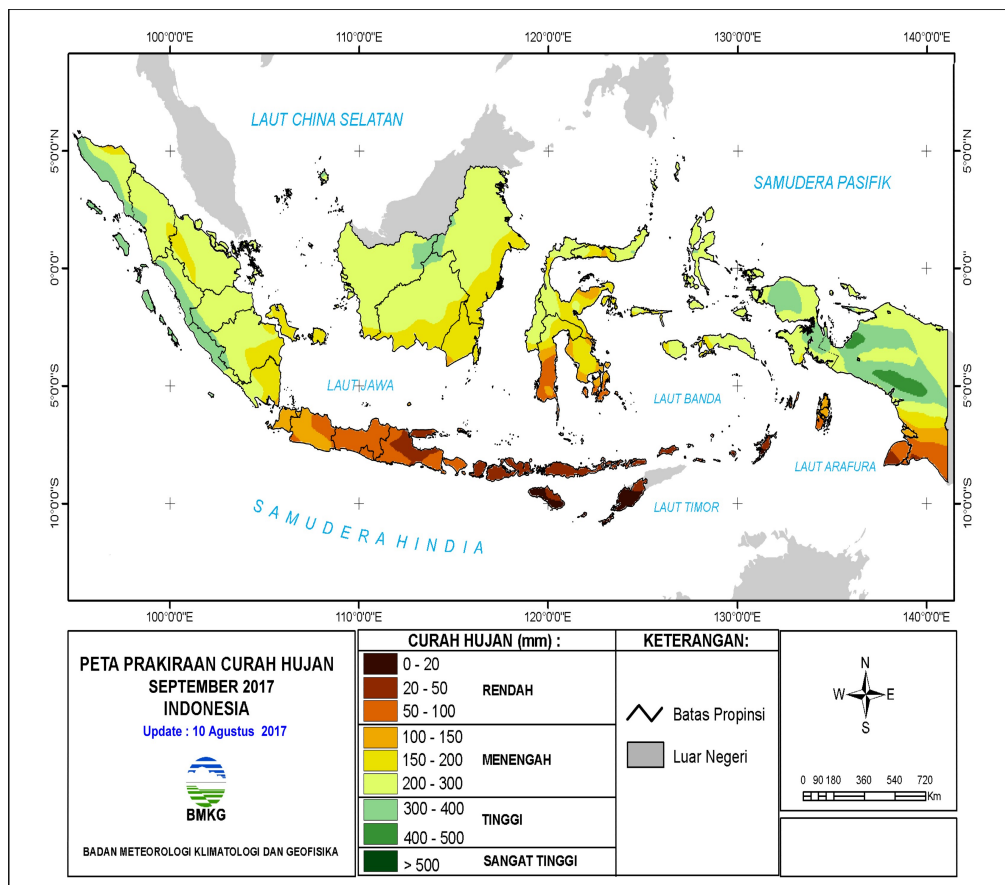 100°0'0"E 110°0'0"E 120°0'0"E 130°0'0"E 140°0'0"E
LAUT CHINA SELATAN
5°0'0"N 5°0'0"N
SAMUDERA PASIFIK
0°0'0" 0°0'0"
LAUT JAWA
LAUT BANDA
5°0'0"S 5°0'0"S
LAUT ARAFURA
LAUT TIMOR
10°0'0"S 10°0'0"S
SAMUDERA HINDIA
100°0'0"E 110°0'0"E 120°0'0"E 130°0'0"E 140°0'0"E
PETA PRAKIRAAN CURAH HUJAN
SEPTEMBER 2017
INDONESIA
Update : 10 Agustus 2017
BMKG
BADAN METEOROLOGI KLIMATOLOGI DAN GEOFISIKA
CURAH HUJAN (mm) :
0 - 20
20 - 50
RENDAH
50 - 100
100 - 150
150 - 200
MENENGAH
200 - 300
300 - 400
TINGGI
400 - 500
> 500
SANGAT TINGGI
KETERANGAN:
Batas Propinsi
Luar Negeri
N
W E
S
0 90 180 360 540 720
Km